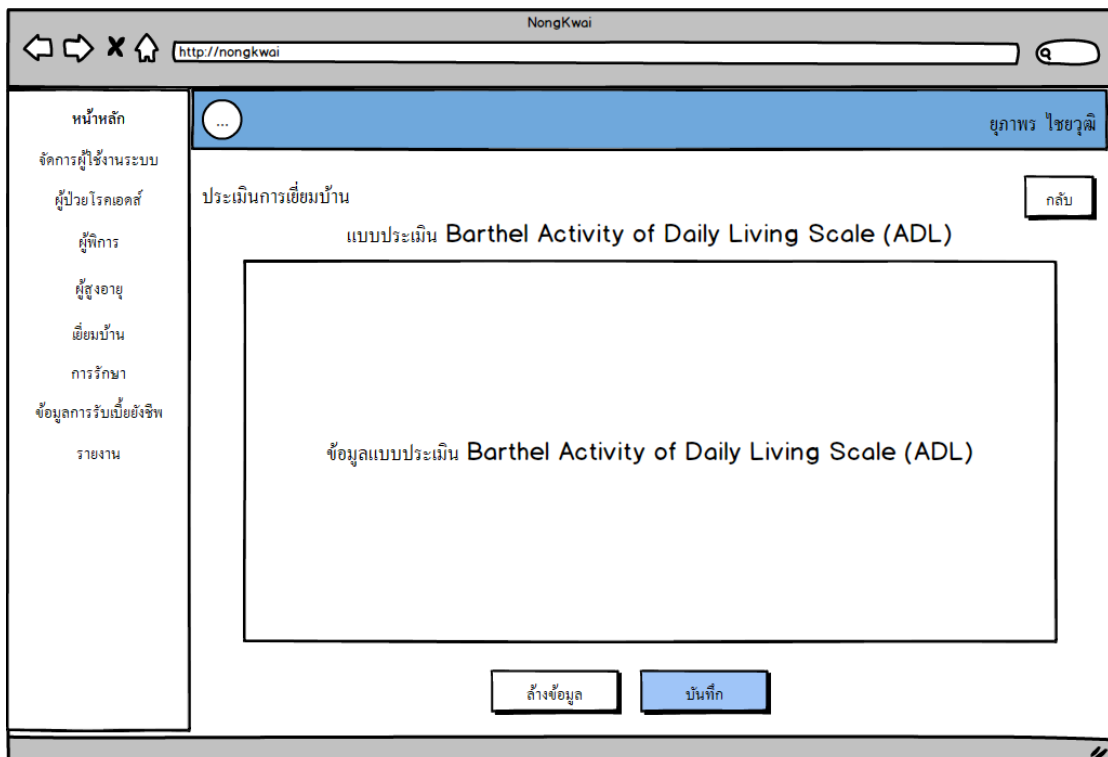 NongKwai
http://nongkwai
หน้าหลัก
จัดการผู้ใช้งานระบบ
ผู้ป่วยโรคเอดส์
ผู้พิการ
ผู้สูงอายุ
เยี่ยมบ้าน
การรักษา
ข้อมูลการรับเบี้ยยังชีพ
รายงาน
...
ยุภาพร ไชยวุฒิ
ประเมินการเยี่ยมบ้าน
กลับ
แบบประเมิน Barthel Activity of Daily Living Scale (ADL)
ข้อมูลแบบประเมิน Barthel Activity of Daily Living Scale (ADL)
ล้างข้อมูล
บันทึก